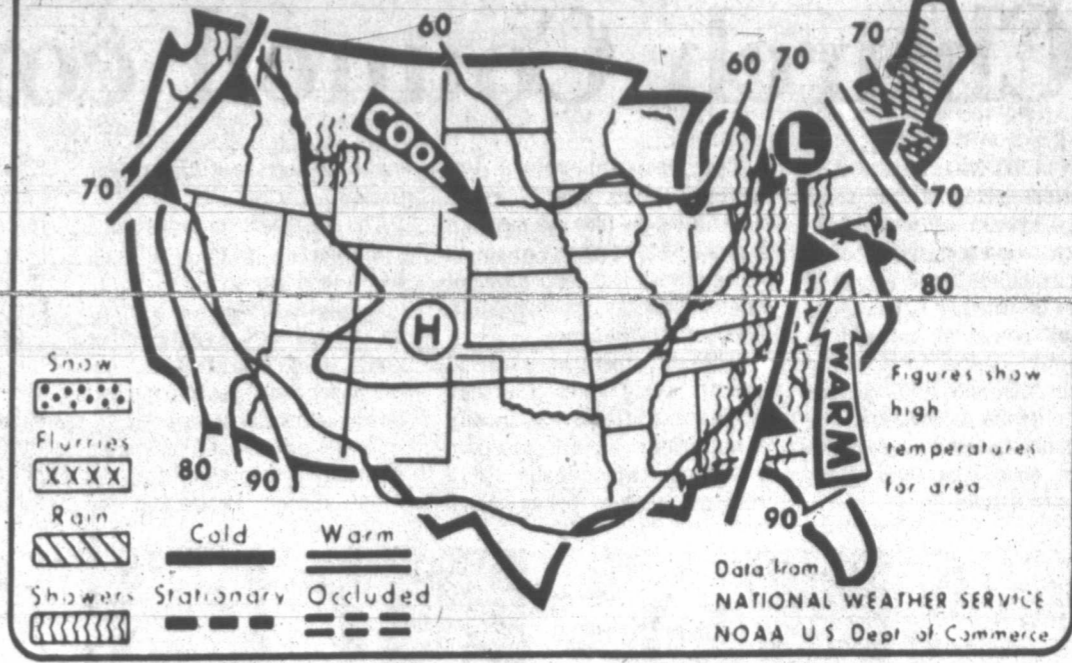 60
60 70
70
COOL
L
70
70
80
H
WARM
Snow
Flurries
XXXX
Rain
Showers
80
90
90
Cold
Warm
Stationary
Occluded
Figures show
high
temperatures
for area
Data from
NATIONAL WEATHER SERVICE
NOAA U S Dept of Commerce